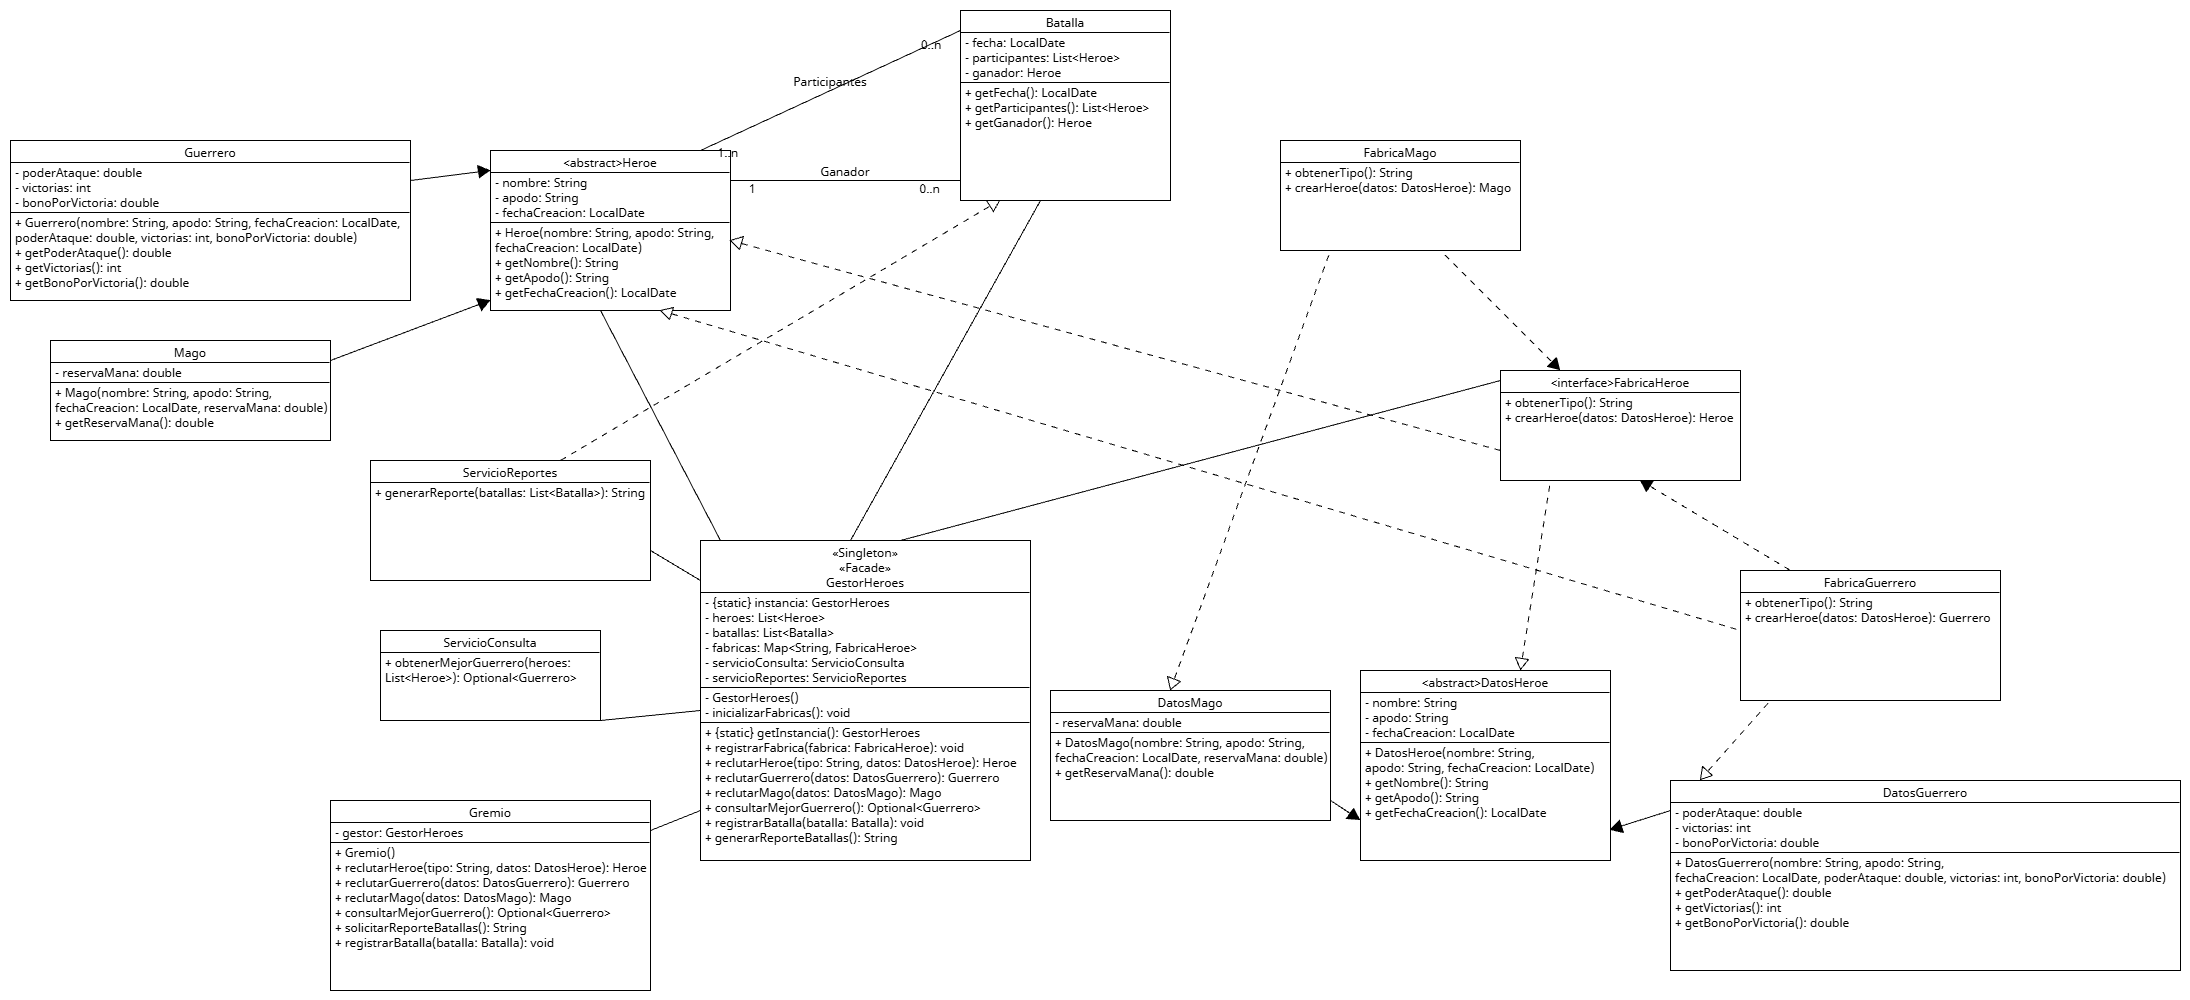 Batalla
- fecha: LocalDate
- participantes: List<Heroe>
- ganador: Heroe
+ getFecha(): LocalDate
+ getParticipantes(): List<Heroe>
+ getGanador(): Heroe
0..n
Participantes
1..n
Ganador
1
0..n
Guerrero
- poderAtaque: double
- victorias: int
- bonoPorVictoria: double
+ Guerrero(nombre: String, apodo: String, fechaCreacion: LocalDate,
poderAtaque: double, victorias: int, bonoPorVictoria: double)
+ getPoderAtaque(): double
+ getVictorias(): int
+ getBonoPorVictoria(): double
<abstract>Heroe
- nombre: String
- apodo: String
- fechaCreacion: LocalDate
+ Heroe(nombre: String, apodo: String,
fechaCreacion: LocalDate)
+ getNombre(): String
+ getApodo(): String
+ getFechaCreacion(): LocalDate
FabricaMago
+ obtenerTipo(): String
+ crearHeroe(datos: DatosHeroe): Mago
Mago
- reservaMana: double
+ Mago(nombre: String, apodo: String,
fechaCreacion: LocalDate, reservaMana: double)
+ getReservaMana(): double
<interface>FabricaHeroe
+ obtenerTipo(): String
+ crearHeroe(datos: DatosHeroe): Heroe
ServicioReportes
+ generarReporte(batallas: List<Batalla>): String
«Singleton»
«Facade»
GestorHeroes
- {static} instancia: GestorHeroes
- heroes: List<Heroe>
- batallas: List<Batalla>
- fabricas: Map<String, FabricaHeroe>
- servicioConsulta: ServicioConsulta
- servicioReportes: ServicioReportes
- GestorHeroes()
- inicializarFabricas(): void
+ {static} getInstancia(): GestorHeroes
+ registrarFabrica(fabrica: FabricaHeroe): void
+ reclutarHeroe(tipo: String, datos: DatosHeroe): Heroe
+ reclutarGuerrero(datos: DatosGuerrero): Guerrero
+ reclutarMago(datos: DatosMago): Mago
+ consultarMejorGuerrero(): Optional<Guerrero>
+ registrarBatalla(batalla: Batalla): void
+ generarReporteBatallas(): String
FabricaGuerrero
+ obtenerTipo(): String
+ crearHeroe(datos: DatosHeroe): Guerrero
ServicioConsulta
+ obtenerMejorGuerrero(heroes:
List<Heroe>): Optional<Guerrero>
DatosMago
- reservaMana: double
+ DatosMago(nombre: String, apodo: String,
fechaCreacion: LocalDate, reservaMana: double)
+ getReservaMana(): double
<abstract>DatosHeroe
- nombre: String
- apodo: String
- fechaCreacion: LocalDate
+ DatosHeroe(nombre: String,
apodo: String, fechaCreacion: LocalDate)
+ getNombre(): String
+ getApodo(): String
+ getFechaCreacion(): LocalDate
DatosGuerrero
- poderAtaque: double
- victorias: int
- bonoPorVictoria: double
+ DatosGuerrero(nombre: String, apodo: String,
fechaCreacion: LocalDate, poderAtaque: double, victorias: int, bonoPorVictoria: double)
+ getPoderAtaque(): double
+ getVictorias(): int
+ getBonoPorVictoria(): double
Gremio
- gestor: GestorHeroes
+ Gremio()
+ reclutarHeroe(tipo: String, datos: DatosHeroe): Heroe
+ reclutarGuerrero(datos: DatosGuerrero): Guerrero
+ reclutarMago(datos: DatosMago): Mago
+ consultarMejorGuerrero(): Optional<Guerrero>
+ solicitarReporteBatallas(): String
+ registrarBatalla(batalla: Batalla): void